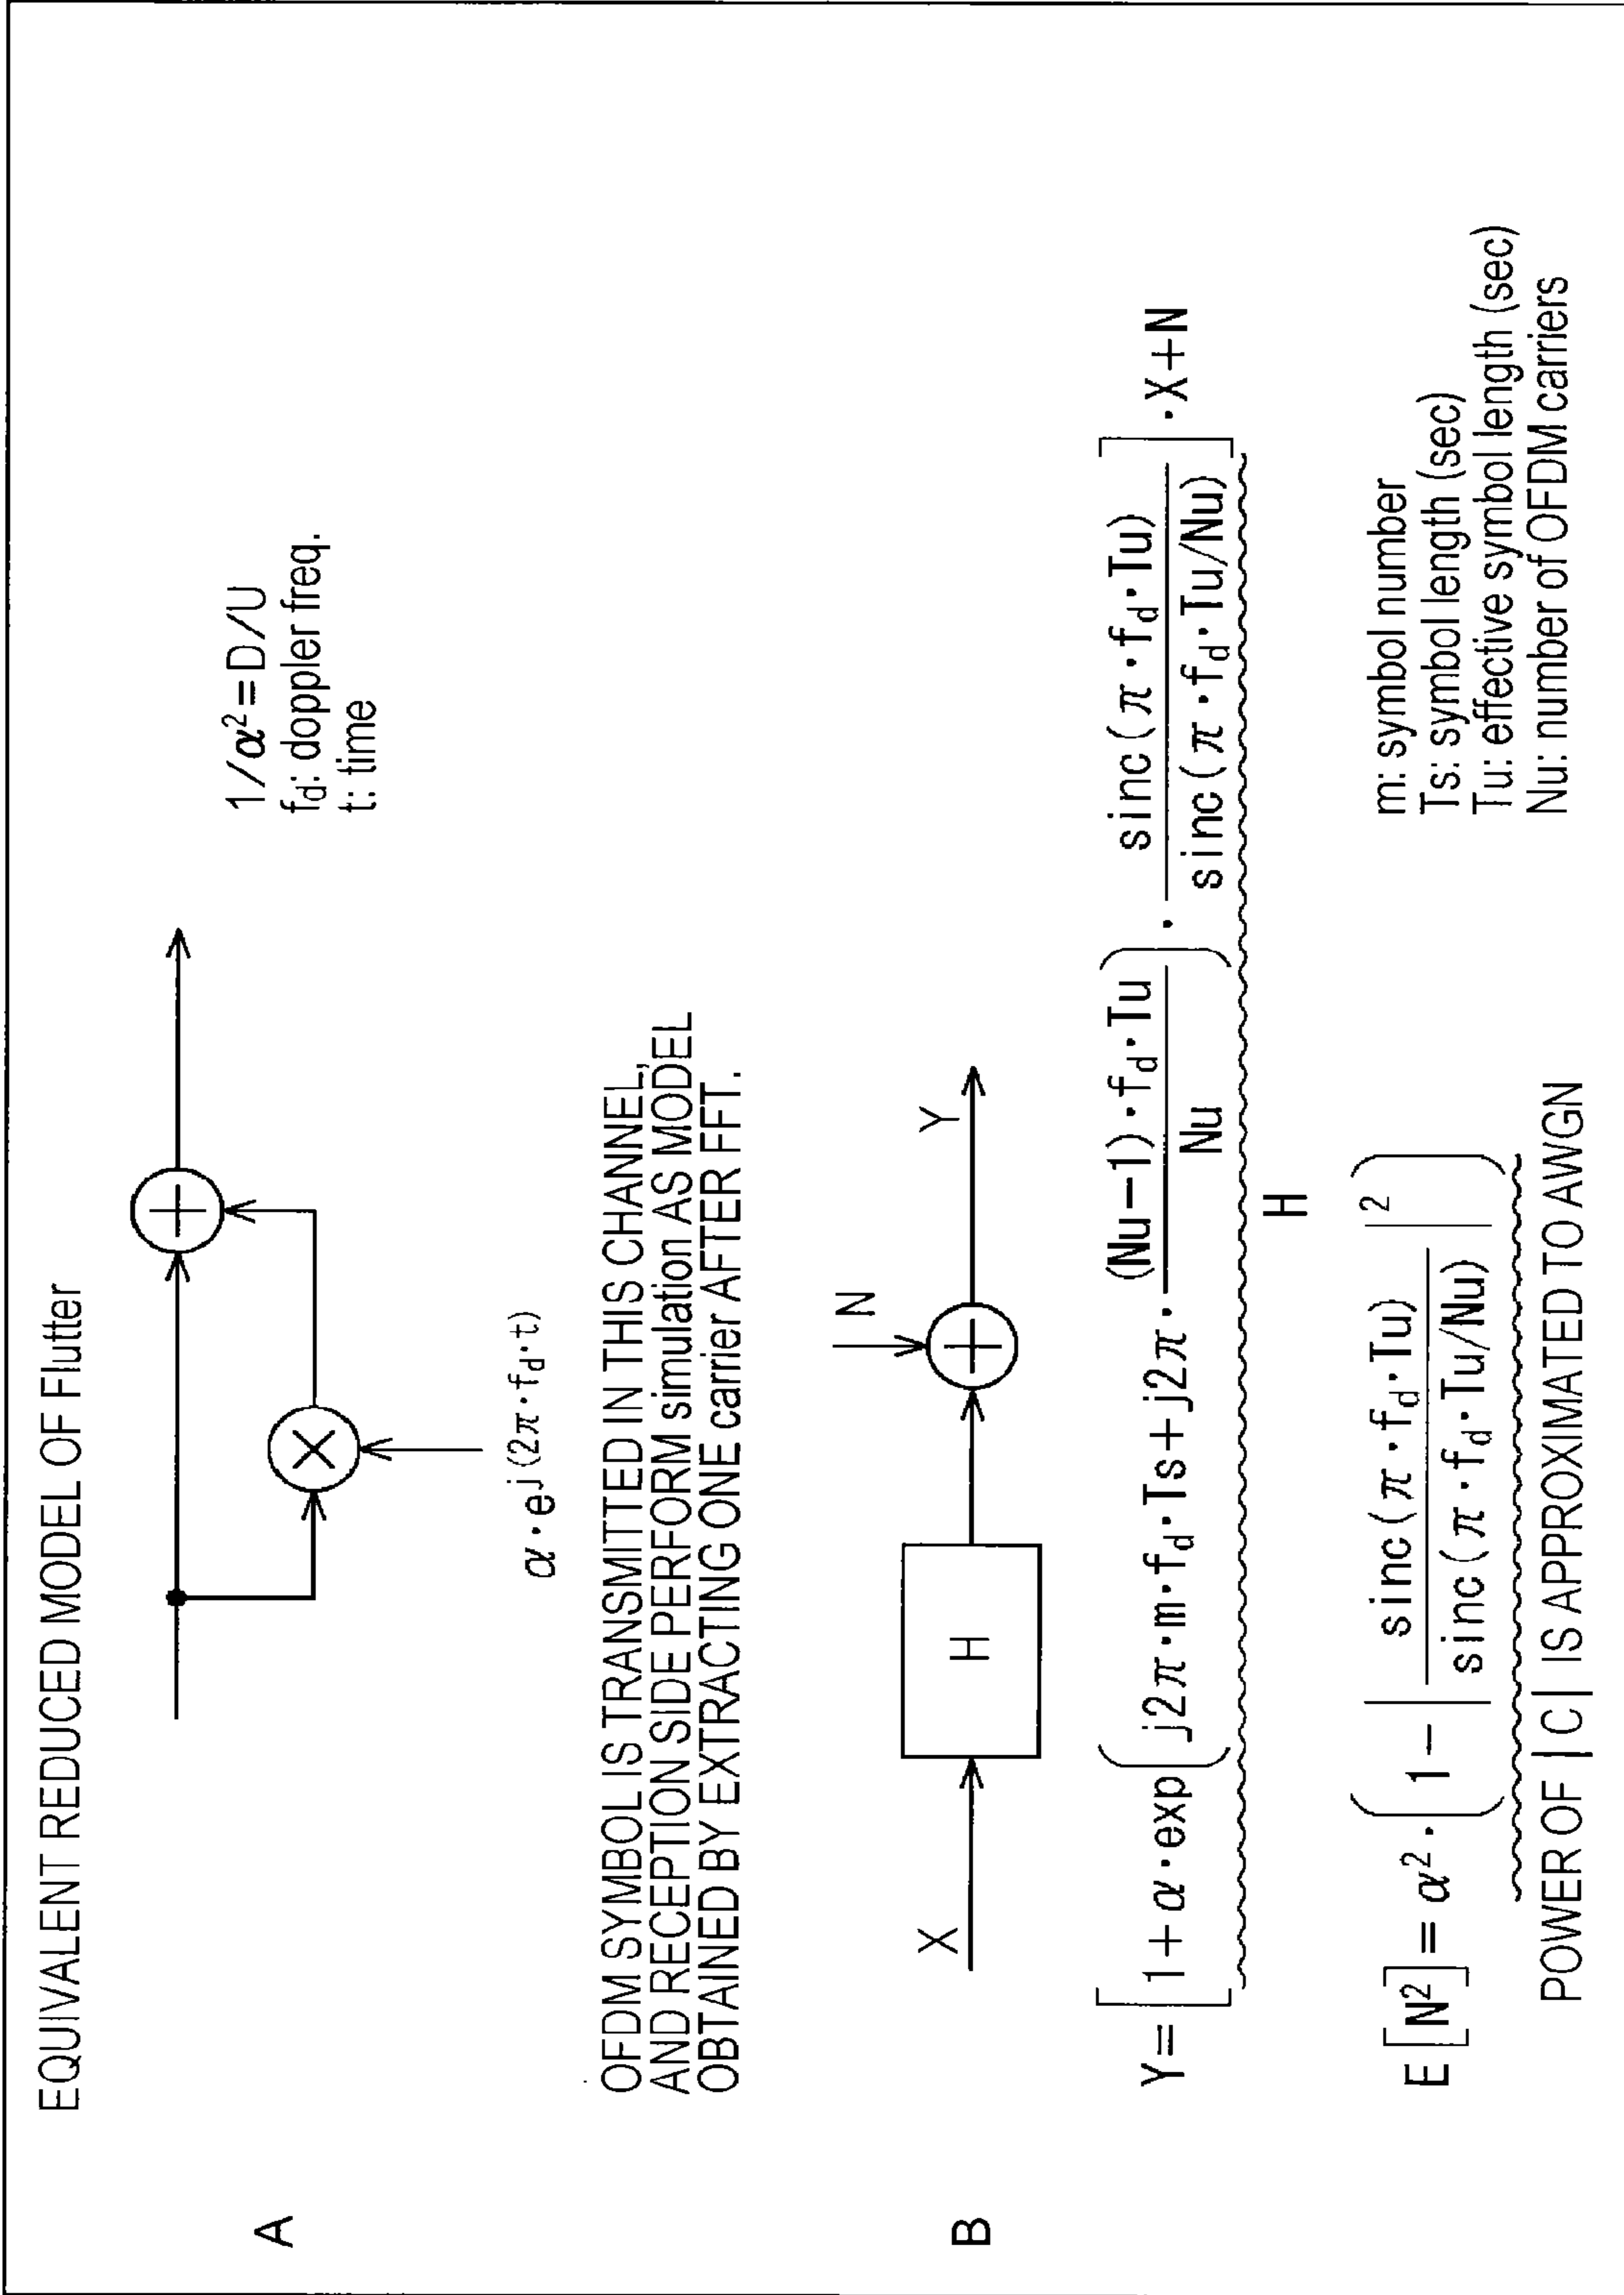 EQUIVALENT REDUCED MODEL OF Flutter
A
α·e^j(2π·f_d·t)
1/α²=D/U
fd: doppler freq.
t: time
OFDM SYMBOL IS TRANSMITTED IN THIS CHANNEL,
AND RECEPTION SIDE PERFORM simulation AS MODEL
OBTAINED BY EXTRACTING ONE carrier AFTER FFT.
B
X
H
N
Y
Y=[1+α·exp(j2π·m·f_d·Ts+j2π·(Nu−1)·f_d·Tu/Nu)·sinc(π·f_d·Tu)/sinc(π·f_d·Tu/Nu)]·X+N
H
E[N²]=α²·(1−|sinc(π·f_d·Tu)/sinc(π·f_d·Tu/Nu)|²)
POWER OF |C| IS APPROXIMATED TO AWGN
m: symbol number
Ts: symbol length (sec)
Tu: effective symbol length (sec)
Nu: number of OFDM carriers